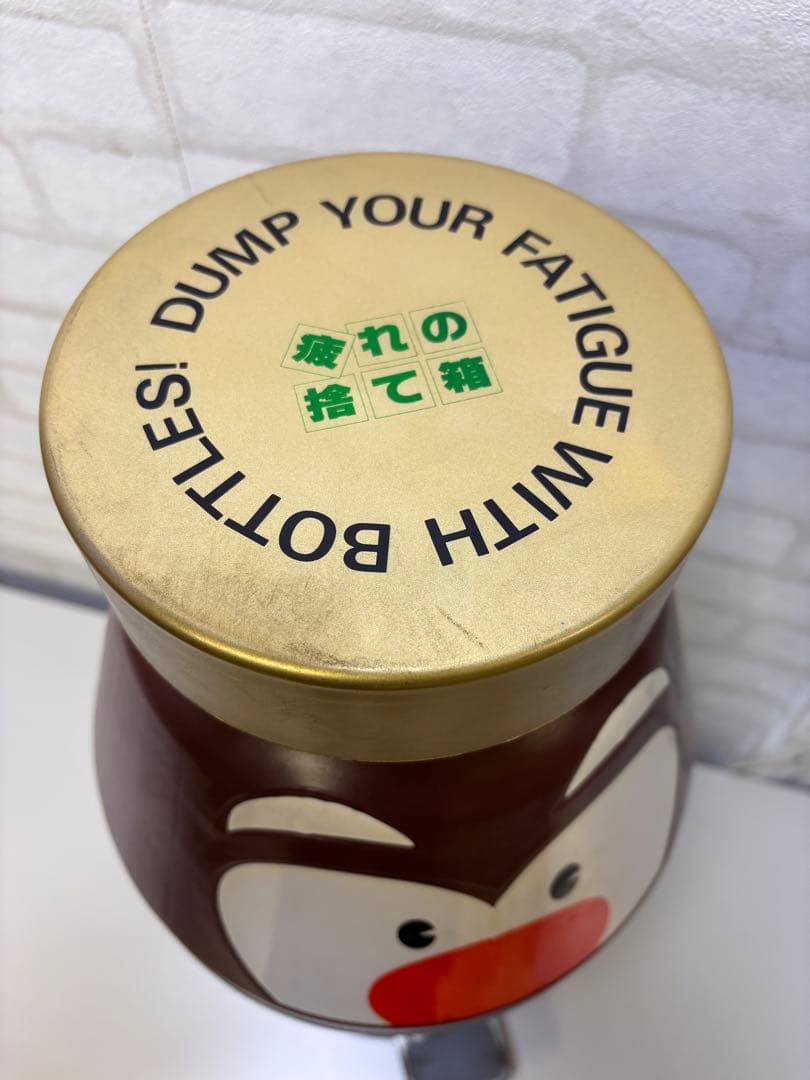 DUMP YOUR FATIGUE WITH BOTTLES!
疲れの
捨て箱